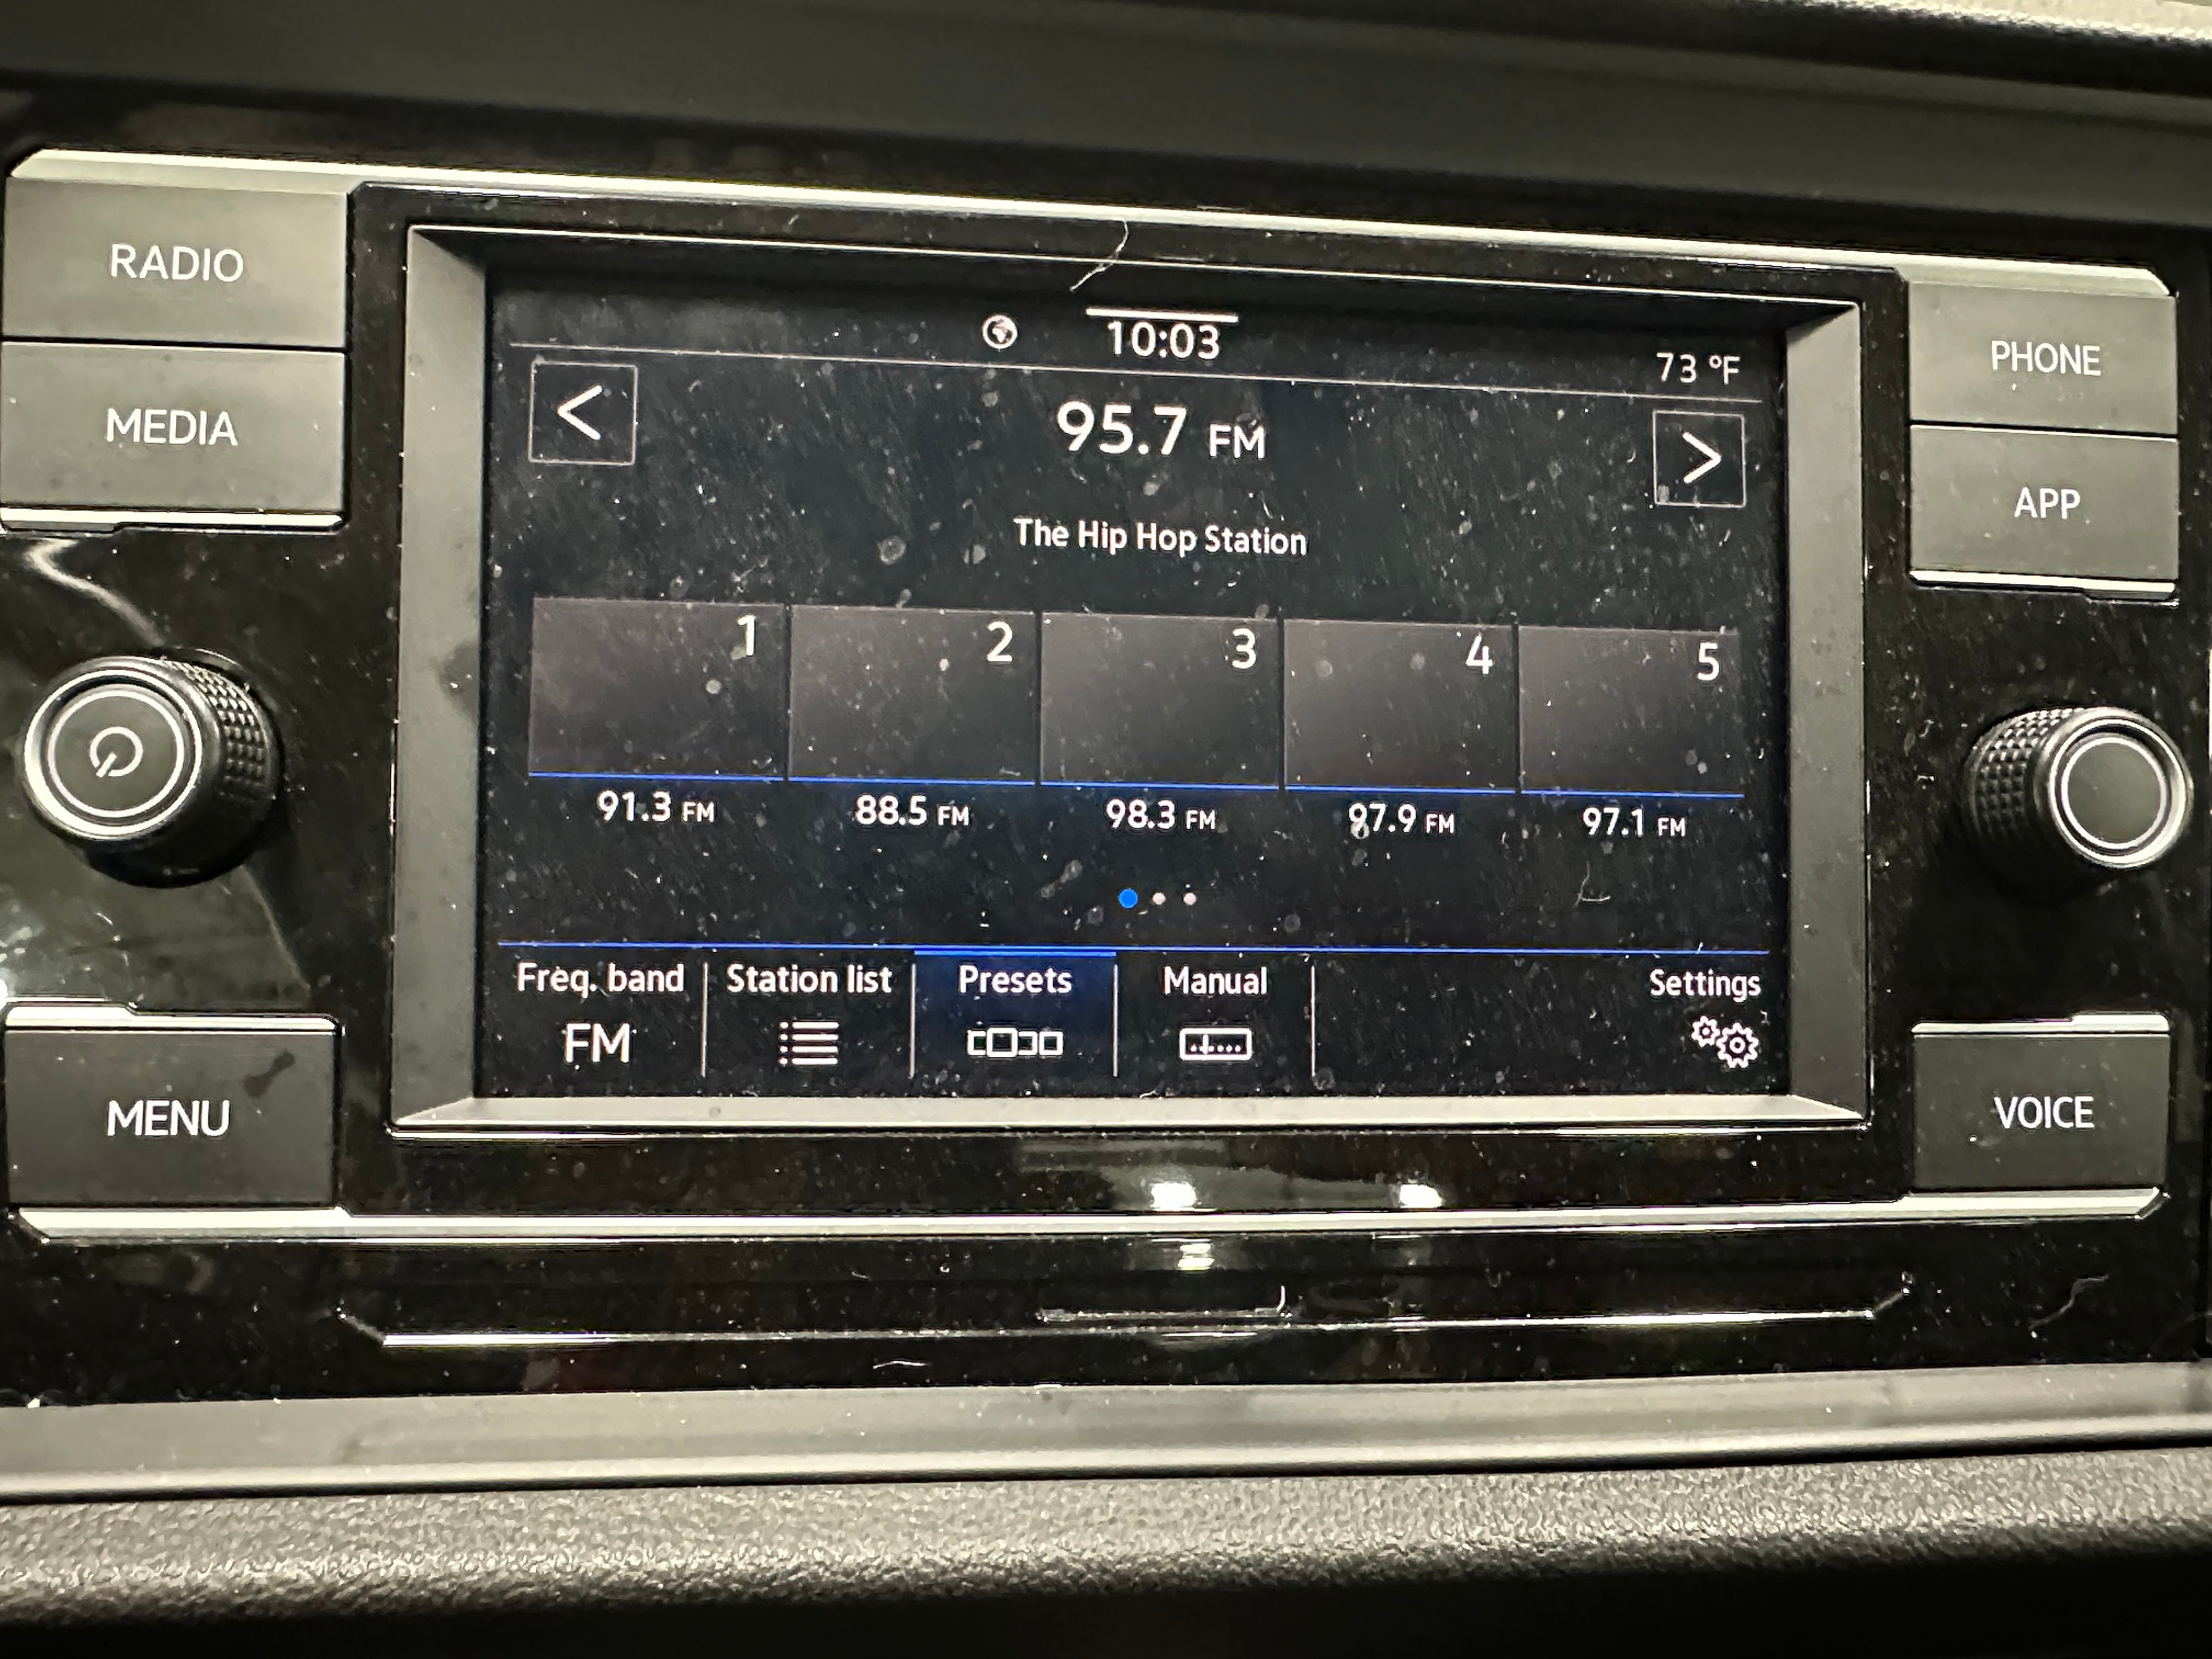 RADIO
MEDIA
MENU
10:03
73 °F
<
95.7 FM
>
The Hip Hop Station
1 2 3 4 5
91.3 FM 88.5 FM 98.3 FM 97.9 FM 97.1 FM
Freq. band Station list Presets Manual Settings
FM
PHONE
APP
VOICE